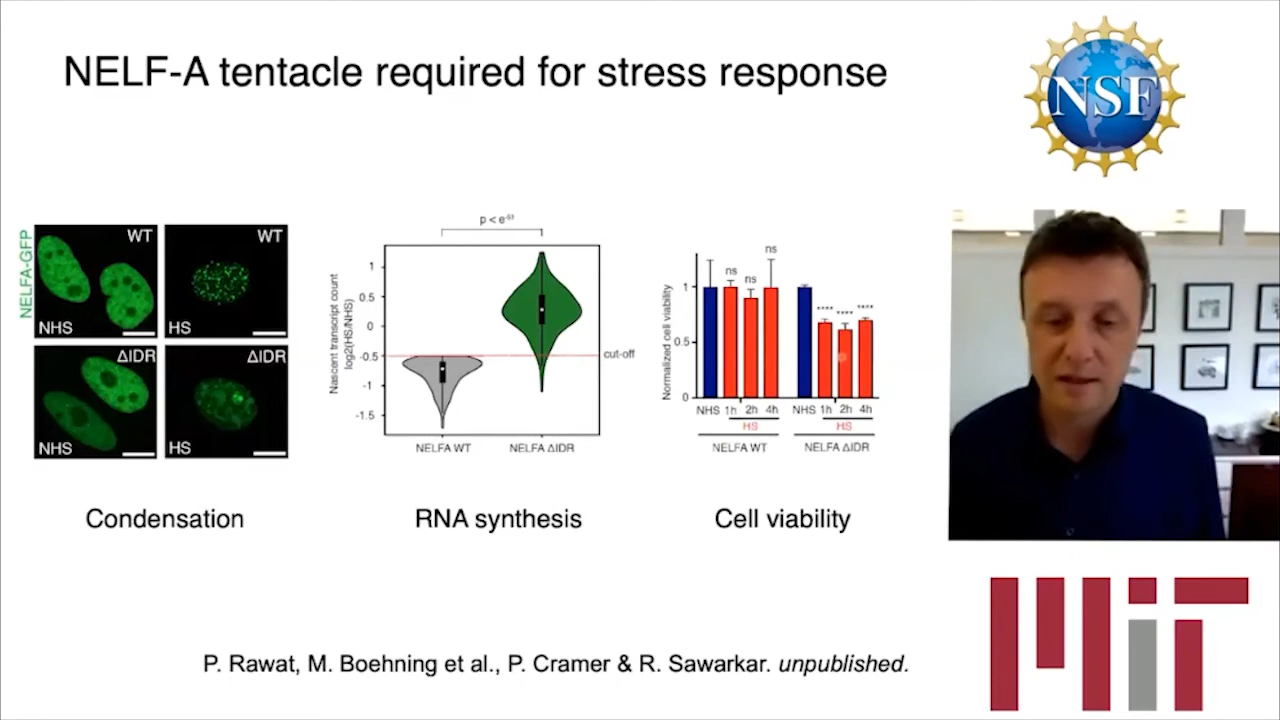 NELF-A tentacle required for stress response
NSF
NELFA-GFP
WT
NHS
WT
HS
ΔIDR
NHS
ΔIDR
HS
Condensation
Nascent transcript count
log2(HS/NHS)
1
0.5
0
-0.5
-1
-1.5
cut-off
NELFA WT
NELFA ΔIDR
RNA synthesis
Normalized cell viability
1
0.5
0
ns
ns
ns
****
****
****
NHS 1h 2h 4h
HS
NELFA WT
NHS 1h 2h 4h
HS
NELFA ΔIDR
Cell viability
P. Rawat, M. Boehning et al., P. Cramer & R. Sawarkar. unpublished.
MIT